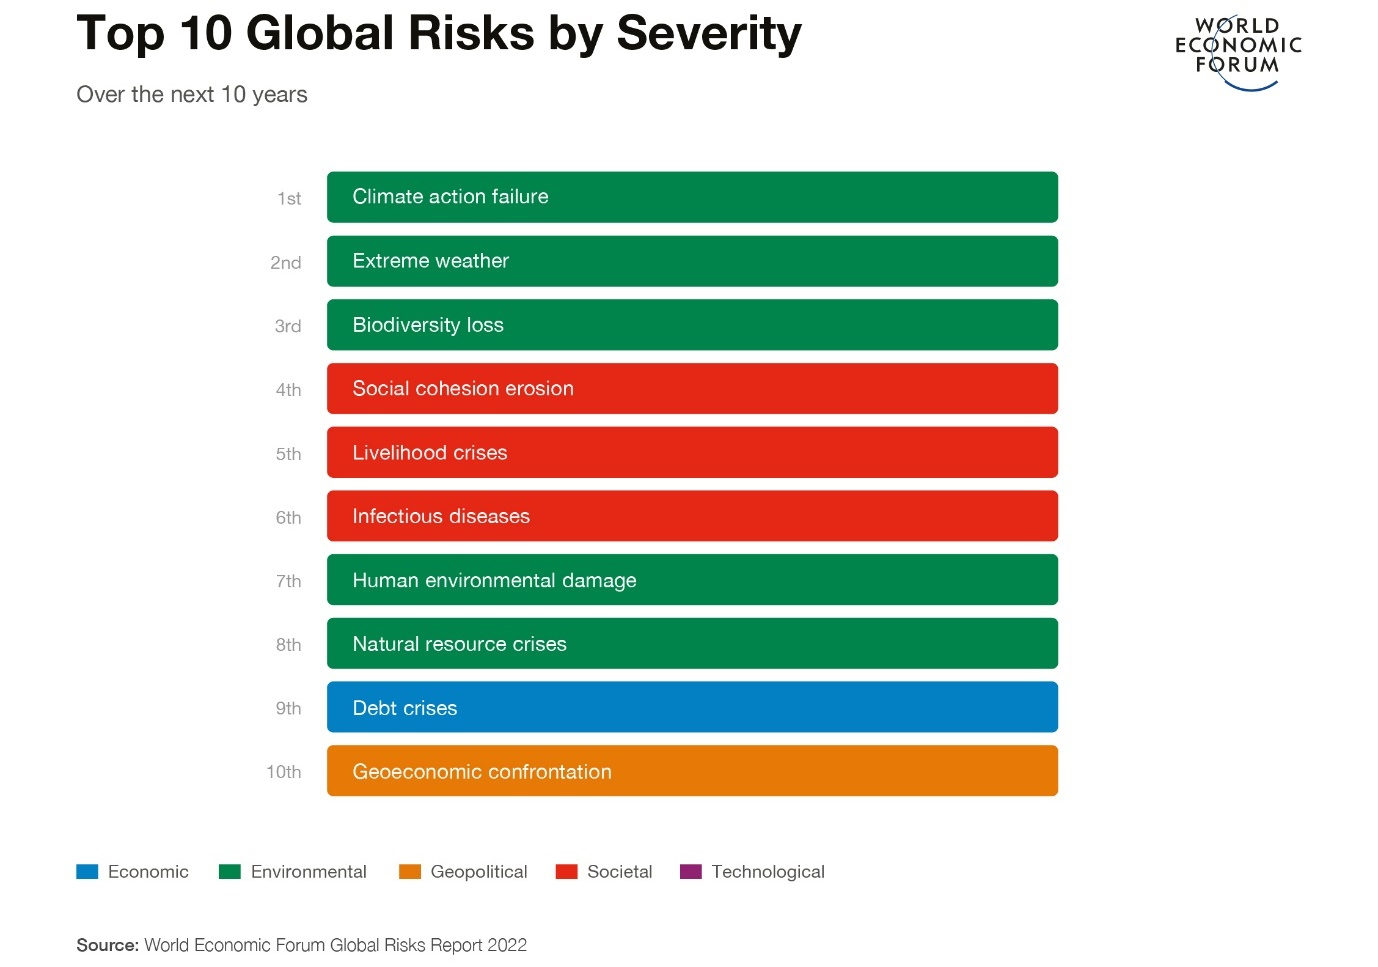 Top 10 Global Risks by Severity
WORLD
ECONOMIC
FORUM
Over the next 10 years
1st Climate action failure
2nd Extreme weather
3rd Biodiversity loss
4th Social cohesion erosion
5th Livelihood crises
6th Infectious diseases
7th Human environmental damage
8th Natural resource crises
9th Debt crises
10th Geoeconomic confrontation
Economic Environmental Geopolitical Societal Technological
Source: World Economic Forum Global Risks Report 2022